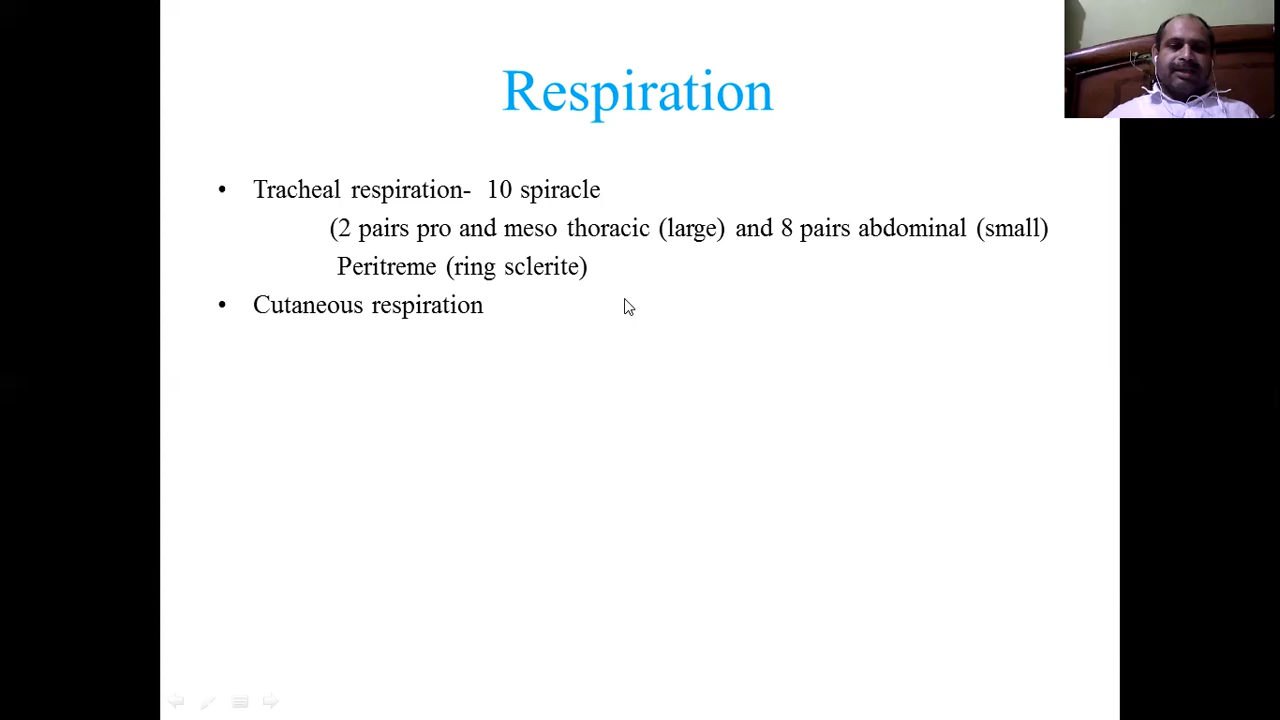 Respiration
• Tracheal respiration- 10 spiracle
(2 pairs pro and meso thoracic (large) and 8 pairs abdominal (small)
Peritreme (ring sclerite)
• Cutaneous respiration